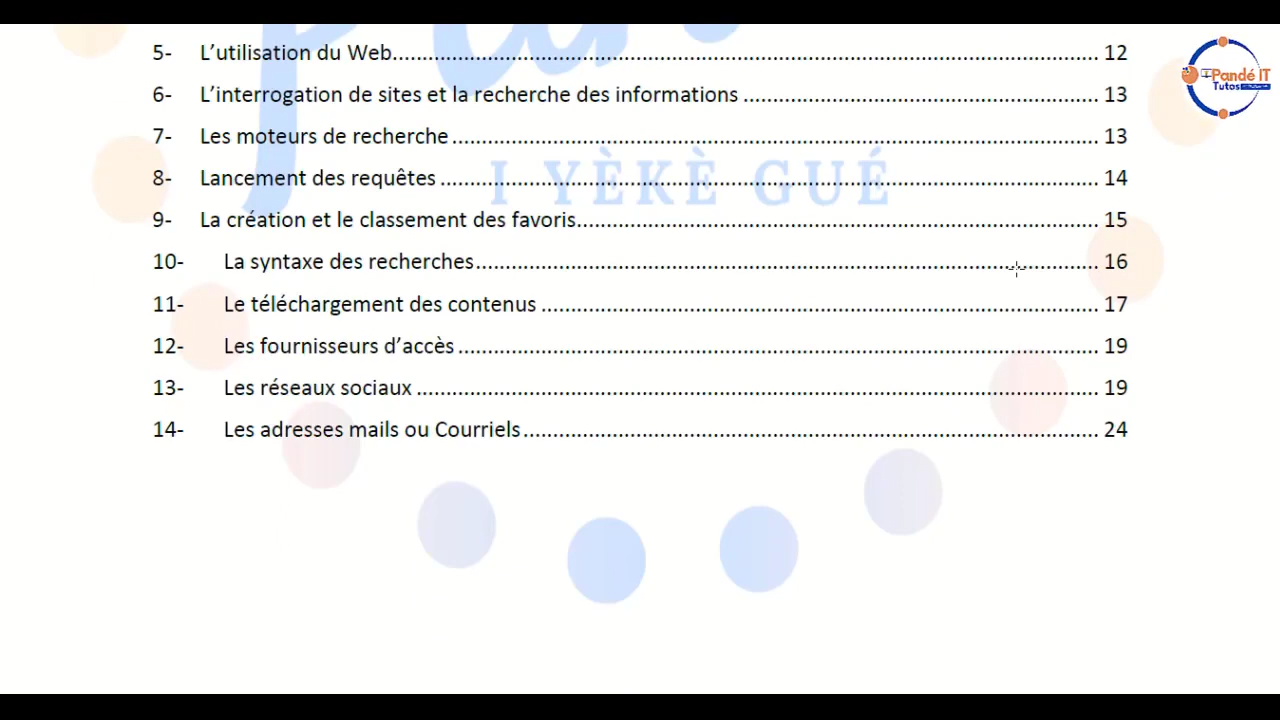 5- L’utilisation du Web........................ 12
6- L’interrogation de sites et la recherche des informations ........................ 13
7- Les moteurs de recherche ........................ 13
I YÈKÈ GUÉ
8- Lancement des requêtes ........................ 14
9- La création et le classement des favoris........................ 15
10- La syntaxe des recherches........................ 16
11- Le téléchargement des contenus ........................ 17
12- Les fournisseurs d’accès ........................ 19
13- Les réseaux sociaux ........................ 19
14- Les adresses mails ou Courriels........................ 24
Pandé IT
Tutos